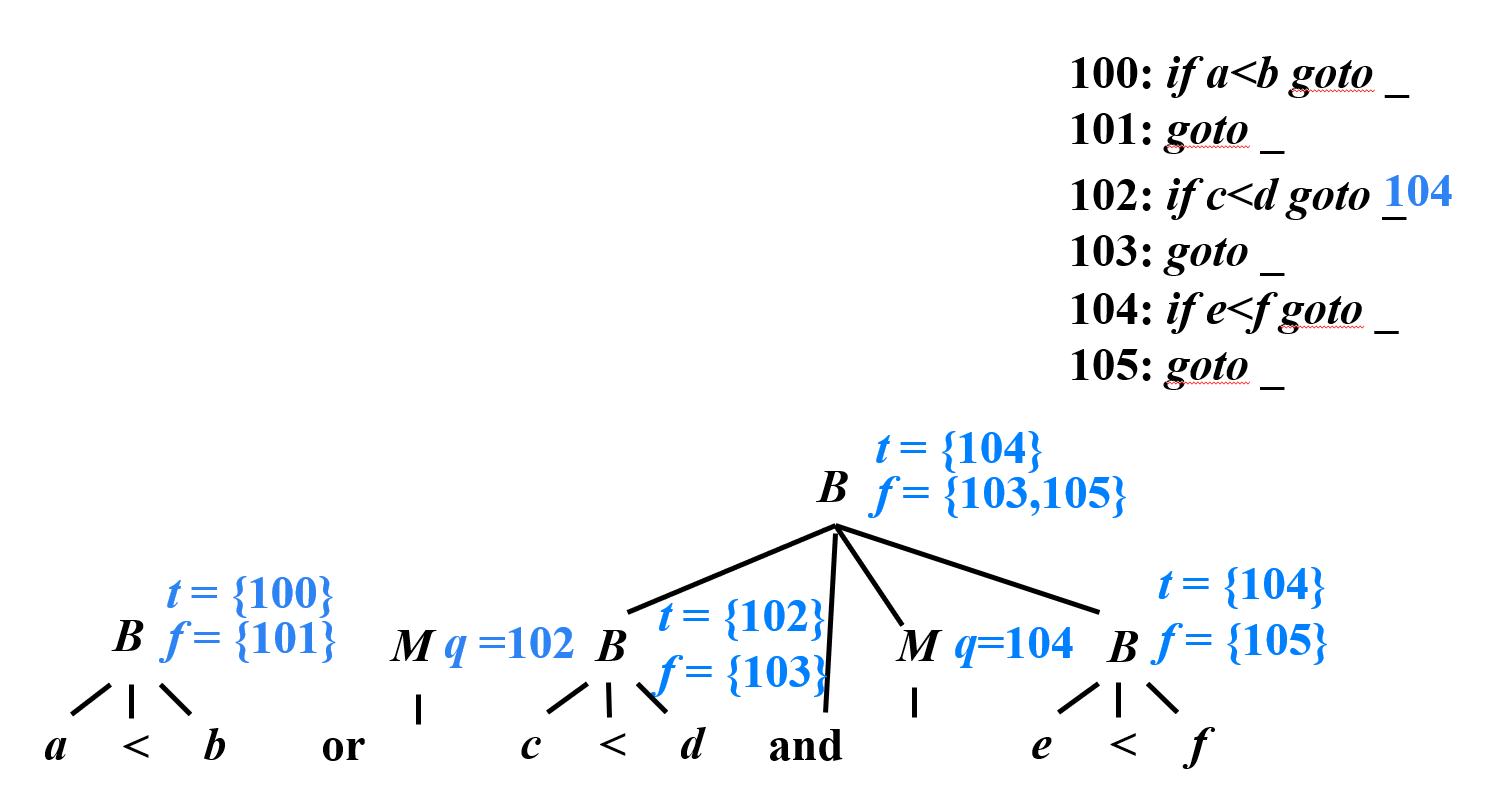 100: if a<b goto _
101: goto _
102: if c<d goto _104
103: goto _
104: if e<f goto _
105: goto _
t = {104}
B
f = {103,105}
t = {100}
B
f = {101}
M q =102
B
t = {102}
f = {103}
M q=104
t = {104}
B
f = {105}
a < b or c < d and e < f